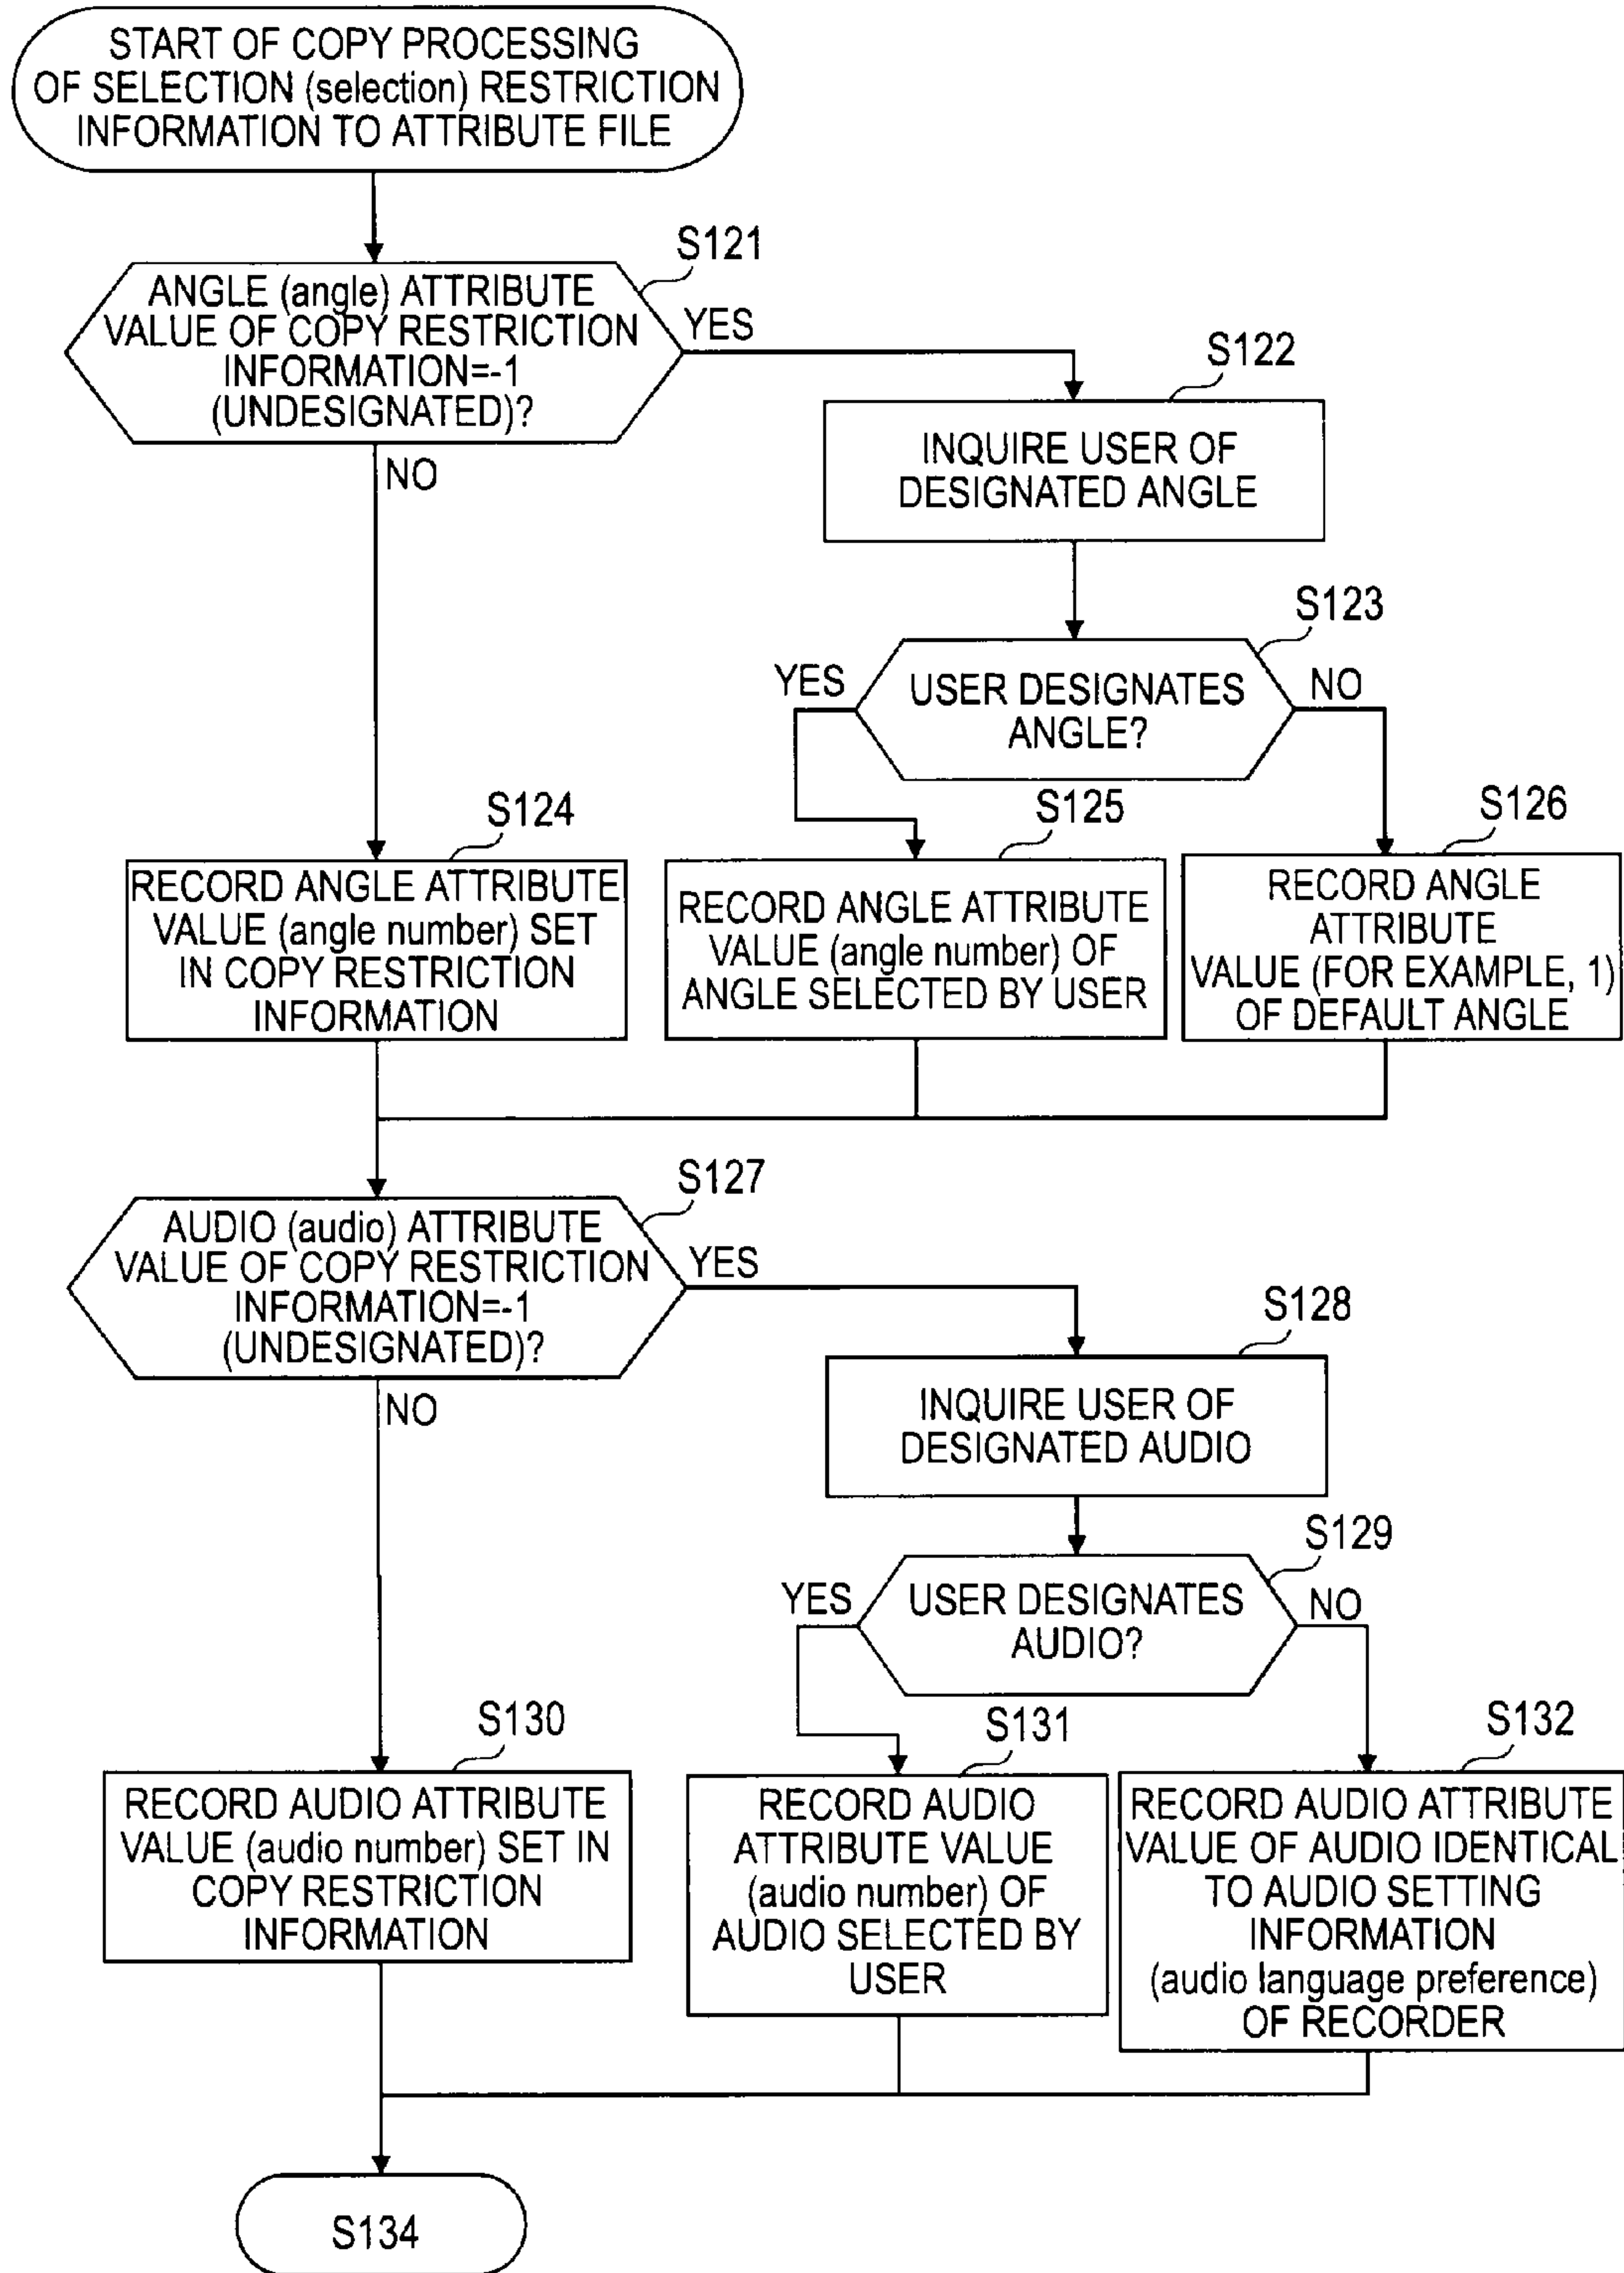 START OF COPY PROCESSING
OF SELECTION (selection) RESTRICTION
INFORMATION TO ATTRIBUTE FILE
S121
ANGLE (angle) ATTRIBUTE
VALUE OF COPY RESTRICTION
INFORMATION=-1
(UNDESIGNATED)?
YES
NO
S122
INQUIRE USER OF
DESIGNATED ANGLE
S123
YES
USER DESIGNATES
ANGLE?
NO
S124
RECORD ANGLE ATTRIBUTE
VALUE (angle number) SET
IN COPY RESTRICTION
INFORMATION
S125
RECORD ANGLE ATTRIBUTE
VALUE (angle number) OF
ANGLE SELECTED BY USER
S126
RECORD ANGLE
ATTRIBUTE
VALUE (FOR EXAMPLE, 1)
OF DEFAULT ANGLE
S127
AUDIO (audio) ATTRIBUTE
VALUE OF COPY RESTRICTION
INFORMATION=-1
(UNDESIGNATED)?
YES
NO
S128
INQUIRE USER OF
DESIGNATED AUDIO
S129
YES
USER DESIGNATES
AUDIO?
NO
S130
RECORD AUDIO ATTRIBUTE
VALUE (audio number) SET IN
COPY RESTRICTION
INFORMATION
S131
RECORD AUDIO
ATTRIBUTE VALUE
(audio number) OF
AUDIO SELECTED BY
USER
S132
RECORD AUDIO ATTRIBUTE
VALUE OF AUDIO IDENTICAL
TO AUDIO SETTING
INFORMATION
(audio language preference)
OF RECORDER
S134